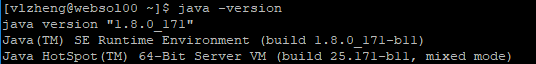 [vlzheng@websol00 ~]$ java -version
java version "1.8.0_171"
Java(TM) SE Runtime Environment (build 1.8.0_171-b11)
Java HotSpot(TM) 64-Bit Server VM (build 25.171-b11, mixed mode)